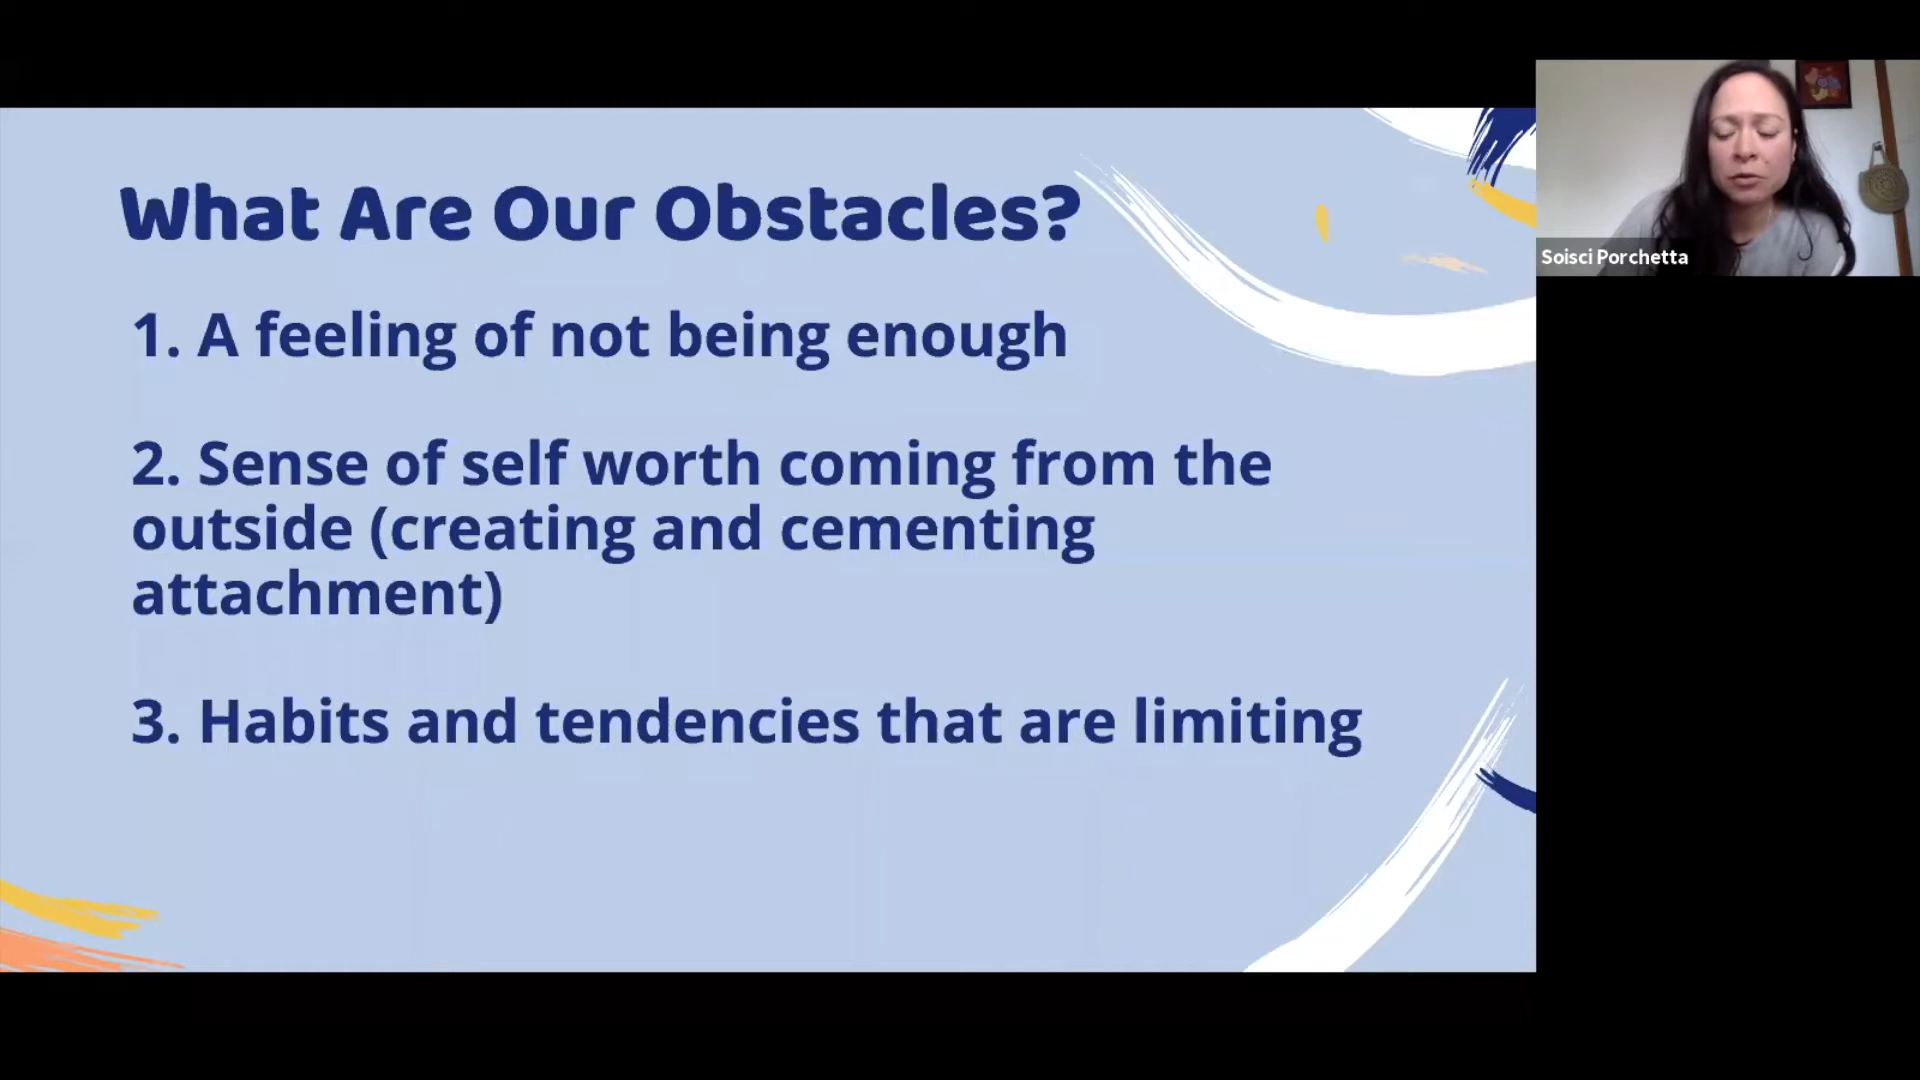 What Are Our Obstacles?
1. A feeling of not being enough
2. Sense of self worth coming from the
outside (creating and cementing
attachment)
3. Habits and tendencies that are limiting
Soisci Porchetta